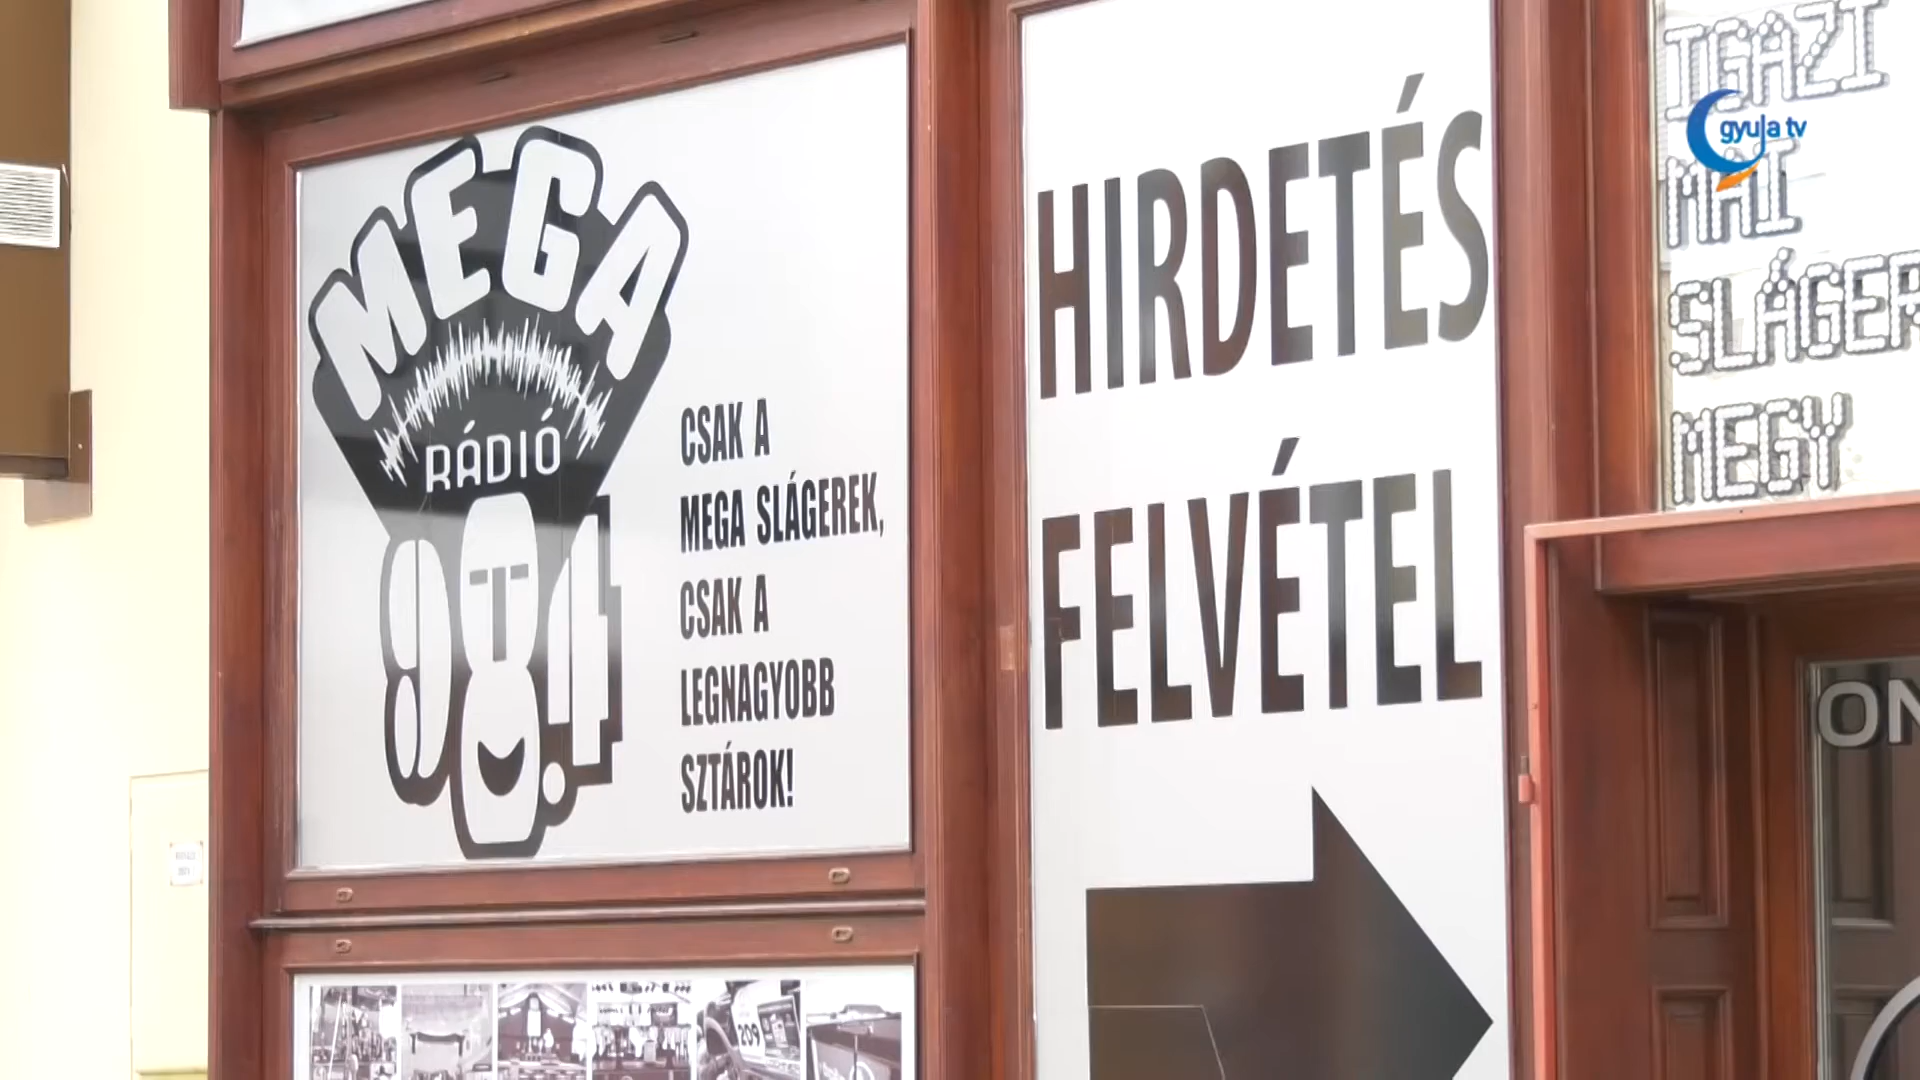 MEGA
RÁDIÓ
98.4
CSAK A
MEGA SLÁGEREK,
CSAK A
LEGNAGYOBB
SZTÁROK!
HIRDETÉS
FELVÉTEL
IGAZI
MAI
SLÁGER
MEGY
gyula tv
ON
209